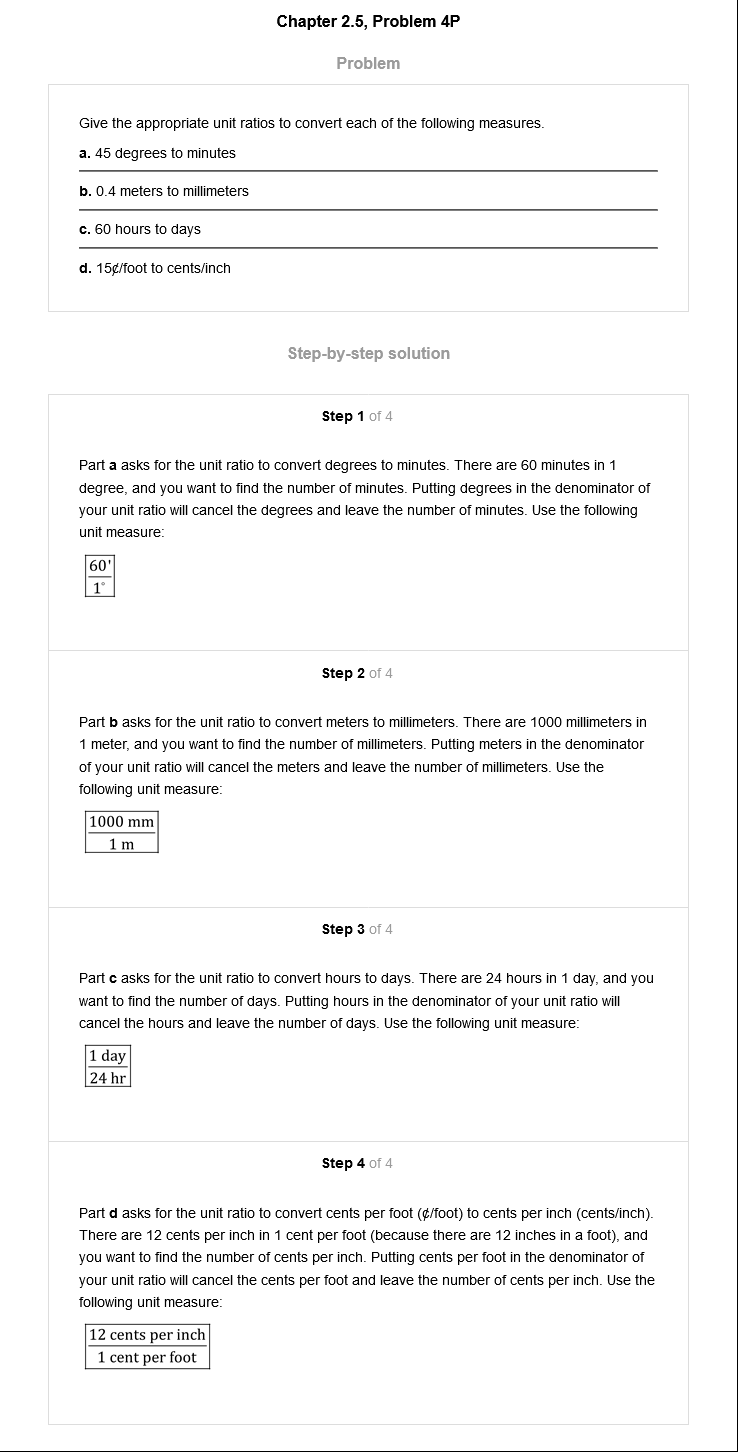 Chapter 2.5, Problem 4P
Problem
Give the appropriate unit ratios to convert each of the following measures.
a. 45 degrees to minutes
b. 0.4 meters to millimeters
c. 60 hours to days
d. 15¢/foot to cents/inch
Step-by-step solution
Step 1 of 4
Part a asks for the unit ratio to convert degrees to minutes. There are 60 minutes in 1
degree, and you want to find the number of minutes. Putting degrees in the denominator of
your unit ratio will cancel the degrees and leave the number of minutes. Use the following
unit measure:
60'
1°
Step 2 of 4
Part b asks for the unit ratio to convert meters to millimeters. There are 1000 millimeters in
1 meter, and you want to find the number of millimeters. Putting meters in the denominator
of your unit ratio will cancel the meters and leave the number of millimeters. Use the
following unit measure:
1000 mm
1 m
Step 3 of 4
Part c asks for the unit ratio to convert hours to days. There are 24 hours in 1 day, and you
want to find the number of days. Putting hours in the denominator of your unit ratio will
cancel the hours and leave the number of days. Use the following unit measure:
1 day
24 hr
Step 4 of 4
Part d asks for the unit ratio to convert cents per foot (¢/foot) to cents per inch (cents/inch).
There are 12 cents per inch in 1 cent per foot (because there are 12 inches in a foot), and
you want to find the number of cents per inch. Putting cents per foot in the denominator of
your unit ratio will cancel the cents per foot and leave the number of cents per inch. Use the
following unit measure:
12 cents per inch
1 cent per foot